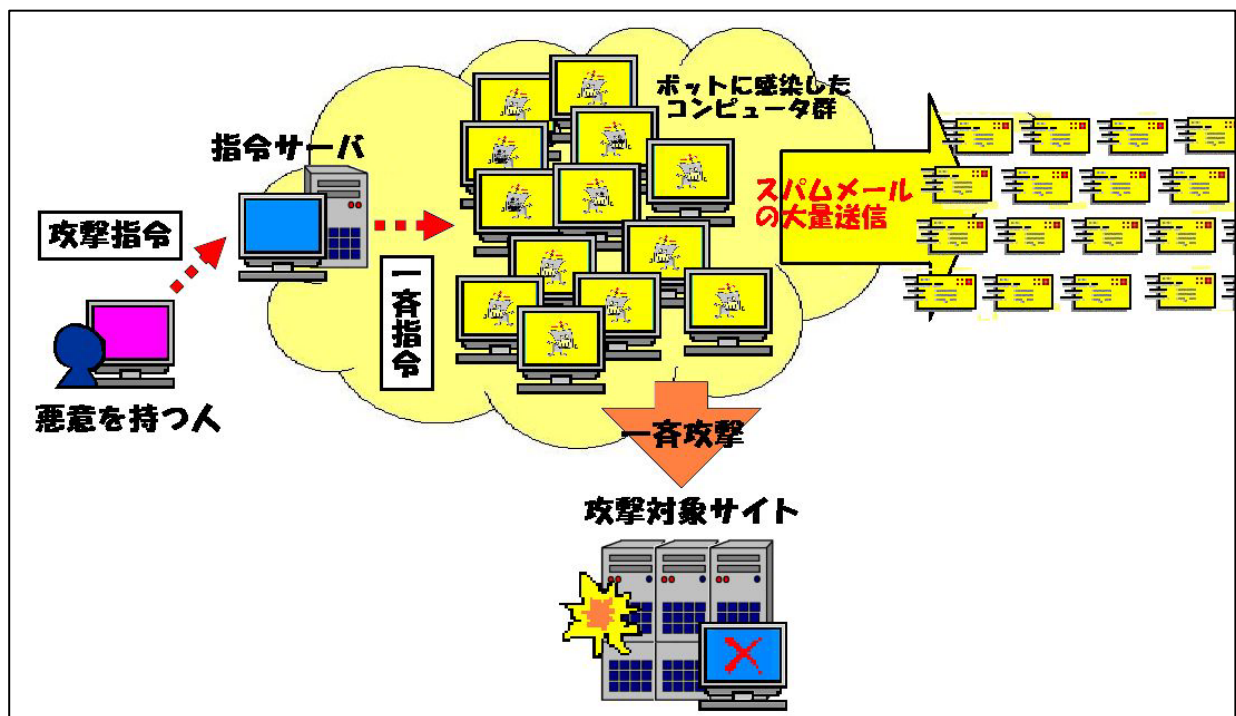 ボットに感染した
コンピュータ群
指令サーバ
攻撃指令
スパムメール
の大量送信
一斉指令
悪意を持つ人
一斉攻撃
攻撃対象サイト